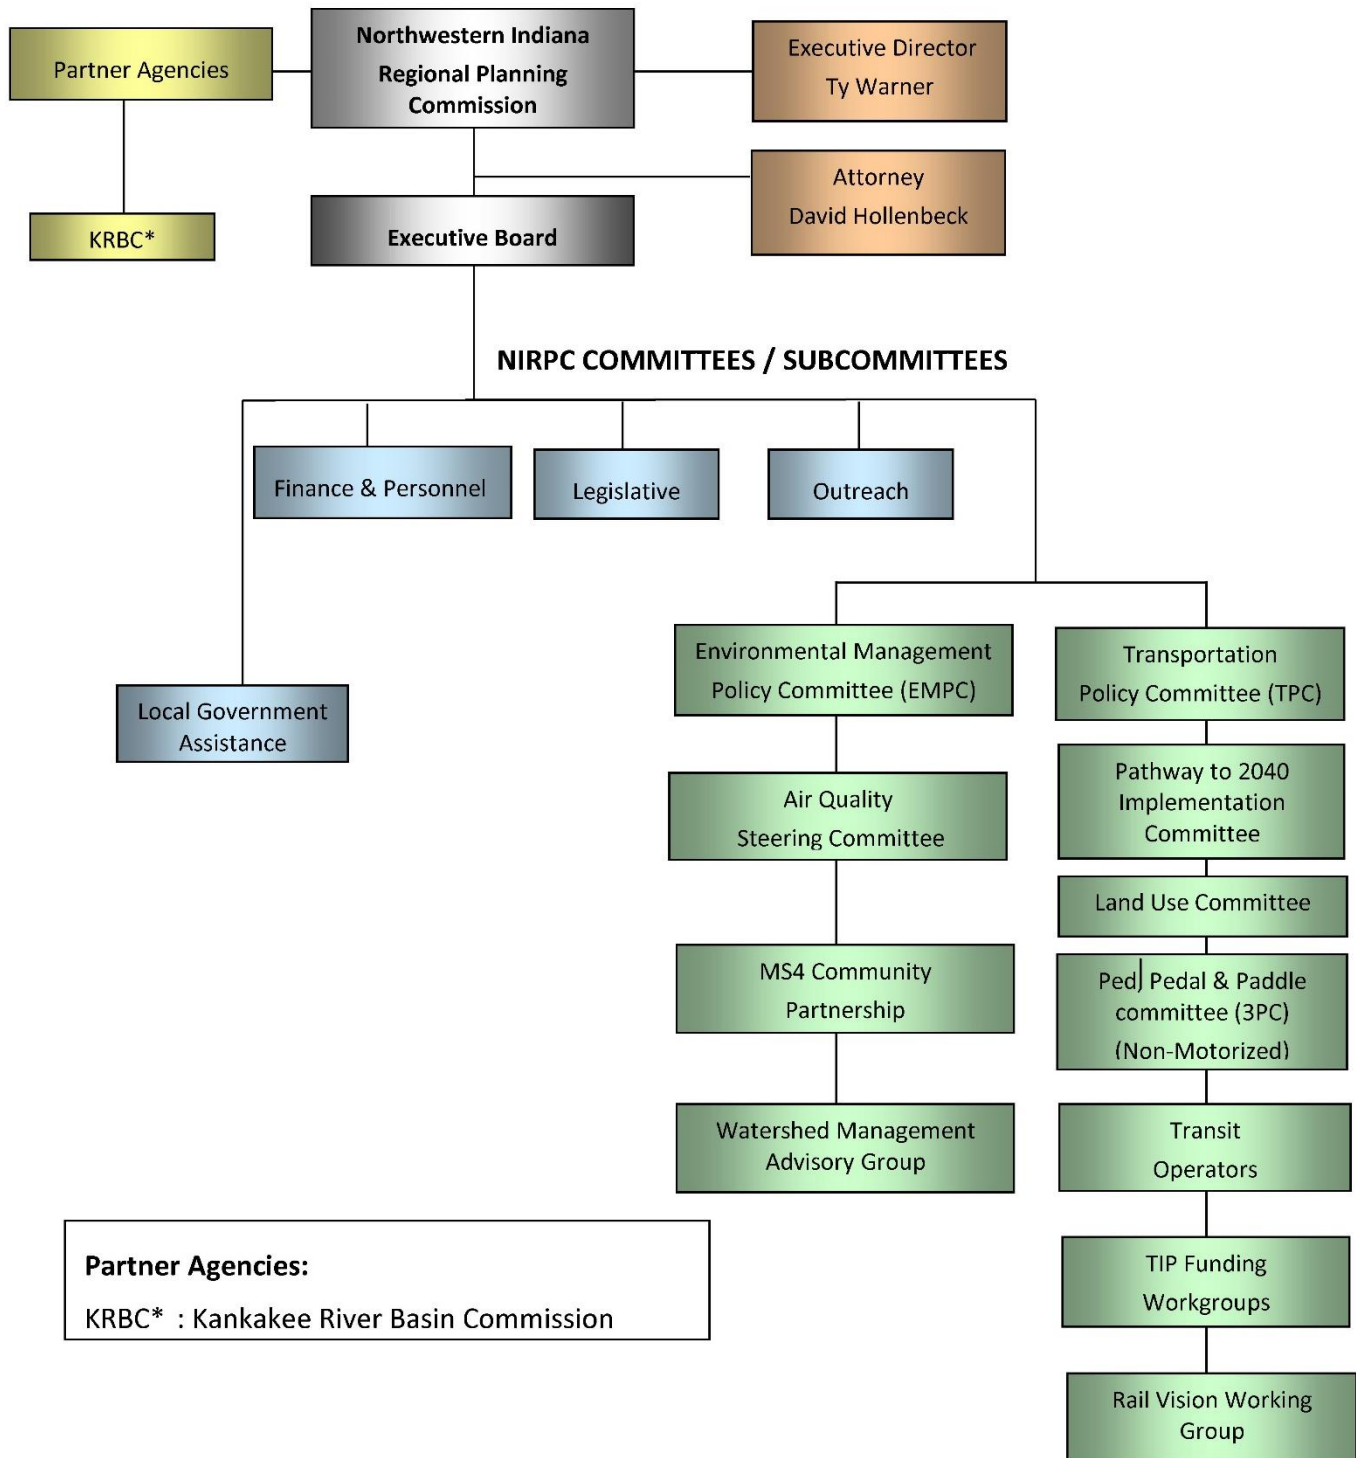 Northwestern Indiana
Regional Planning
Commission
Partner Agencies
Executive Director
Ty Warner
Attorney
David Hollenbeck
KRBC*
Executive Board
NIRPC COMMITTEES / SUBCOMMITTEES
Finance & Personnel
Legislative
Outreach
Local Government
Assistance
Environmental Management
Policy Committee (EMPC)
Air Quality
Steering Committee
MS4 Community
Partnership
Watershed Management
Advisory Group
Transportation
Policy Committee (TPC)
Pathway to 2040
Implementation
Committee
Land Use Committee
Ped, Pedal & Paddle
committee (3PC)
(Non-Motorized)
Transit
Operators
TIP Funding
Workgroups
Rail Vision Working
Group
Partner Agencies:
KRBC* : Kankakee River Basin Commission